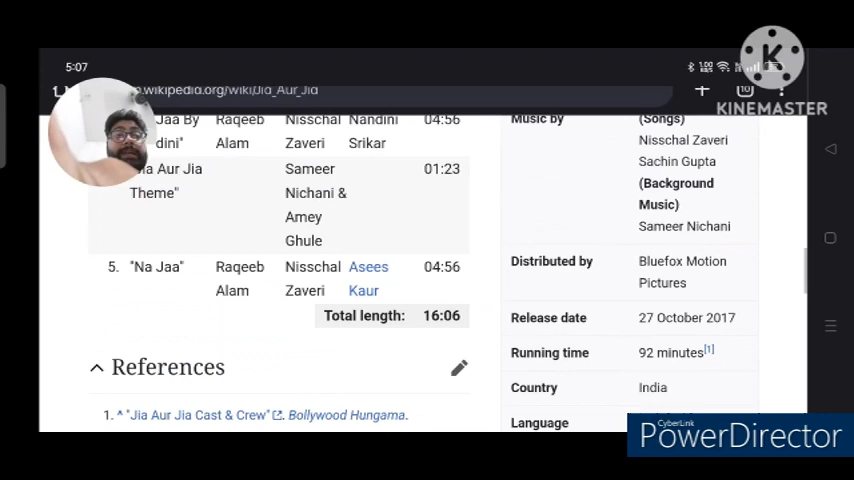 5:07
.wikipedia.org/wiki/Jia_Aur_Jia
KINEMASTER
Jaa By Raqeeb Nisschal Nandini 04:56
dini" Alam Zaveri Srikar
Jia Aur Jia Sameer 01:23
Theme" Nichani &
Amey
Ghule
5. "Na Jaa" Raqeeb Nisschal Asees 04:56
Alam Zaveri Kaur
Total length: 16:06
References
1. ^ "Jia Aur Jia Cast & Crew". Bollywood Hungama.
Music by (Songs)
Nisschal Zaveri
Sachin Gupta
(Background
Music)
Sameer Nichani
Distributed by Bluefox Motion
Pictures
Release date 27 October 2017
Running time 92 minutes[1]
Country India
Language
CyberLink
PowerDirector